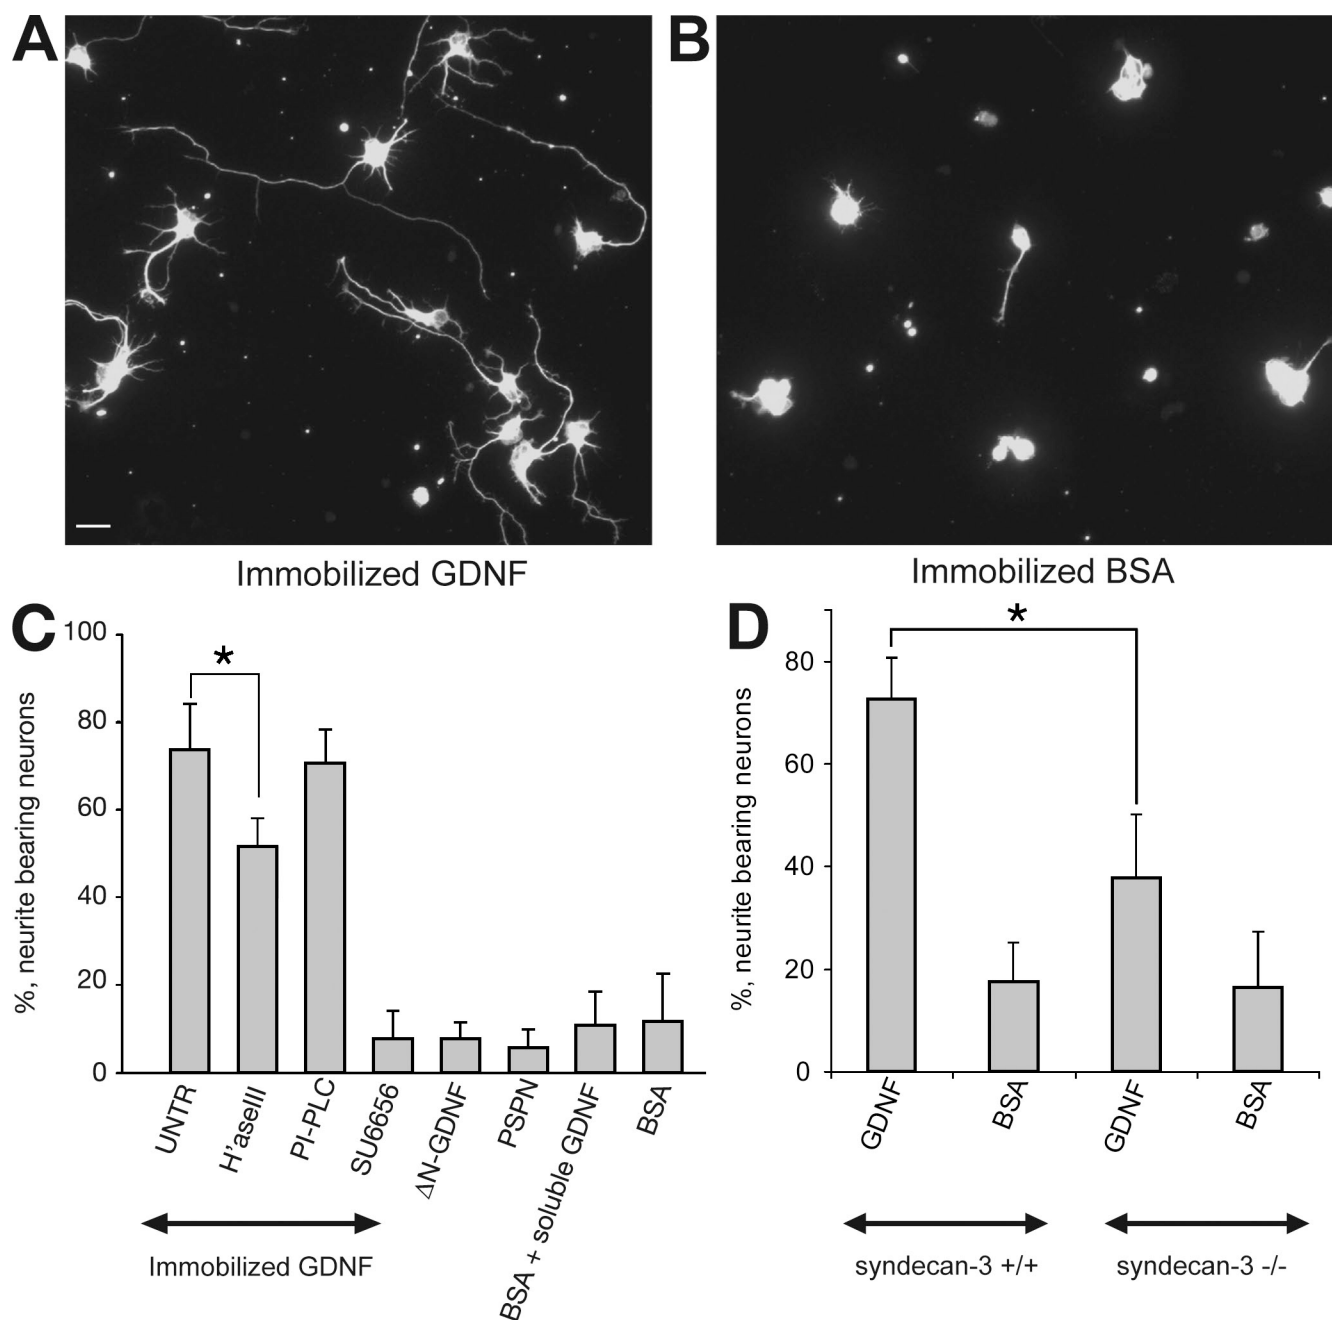 A
B
Immobilized GDNF
Immobilized BSA
C
%, neurite bearing neurons
100
80
60
40
20
0
*
UNTR
H'aseIII
PI-PLC
SU6656
ΔN-GDNF
PSPN
BSA + soluble GDNF
BSA
Immobilized GDNF
D
%, neurite bearing neurons
80
60
40
20
0
*
GDNF
BSA
GDNF
BSA
syndecan-3 +/+
syndecan-3 -/-